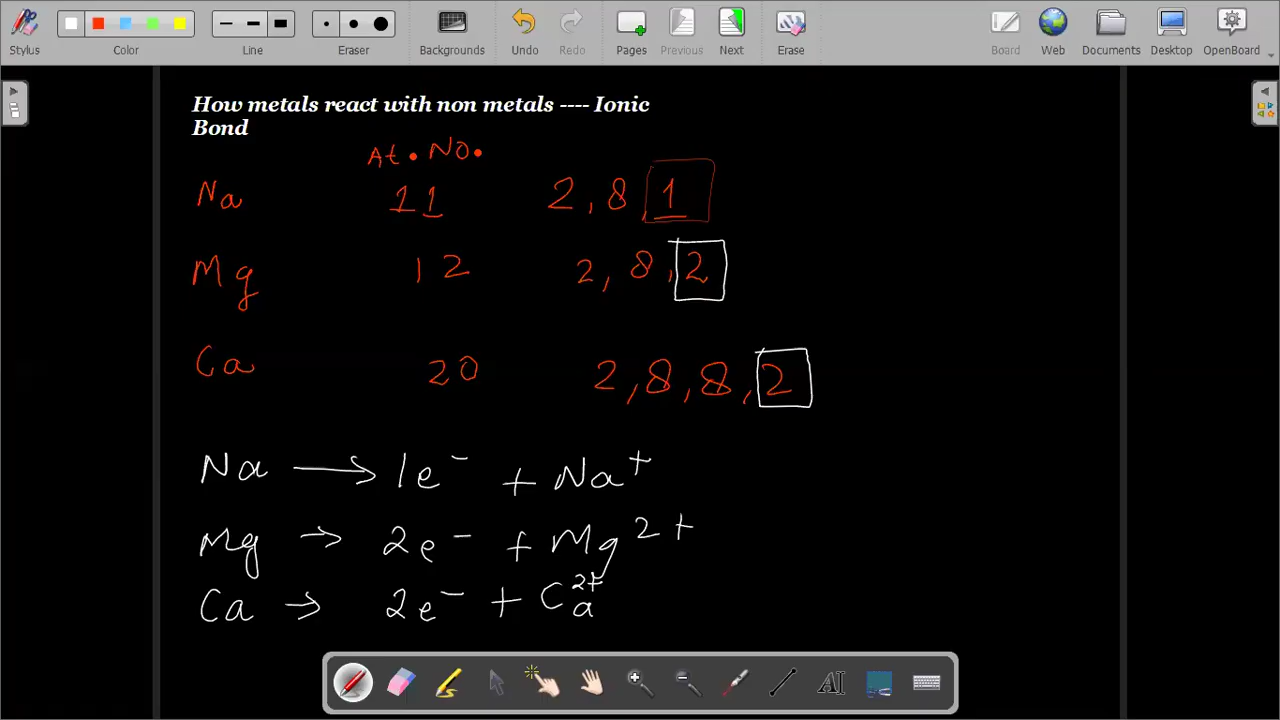 Stylus Color Line Eraser Backgrounds Undo Redo Pages Previous Next Erase Board Web Documents Desktop OpenBoard
How metals react with non metals ---- Ionic
Bond
At. No.
Na 11 2, 8, 1
Mg 12 2, 8, 2
Ca 20 2, 8, 8, 2
Na → 1e⁻ + Na⁺
Mg → 2e⁻ + Mg²⁺
Ca → 2e⁻ + Ca²⁺
AI